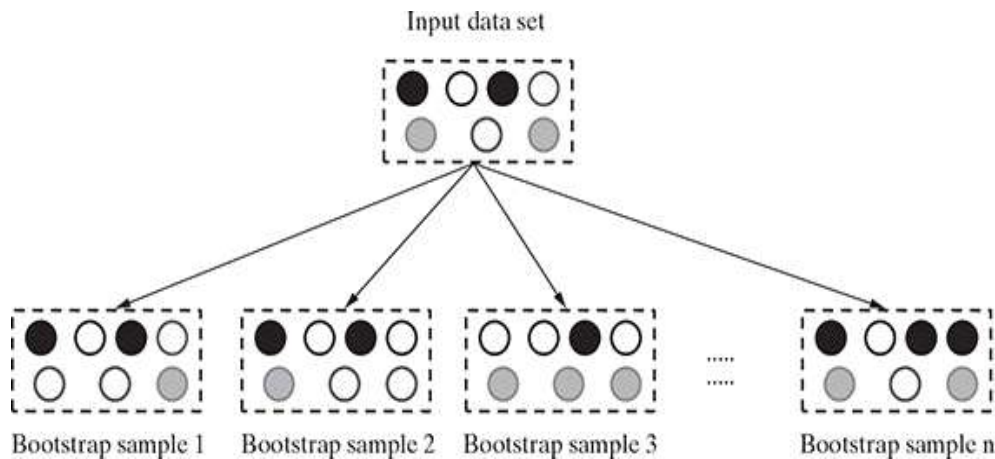 Input data set
.....
.....
Bootstrap sample 1
Bootstrap sample 2
Bootstrap sample 3
Bootstrap sample n